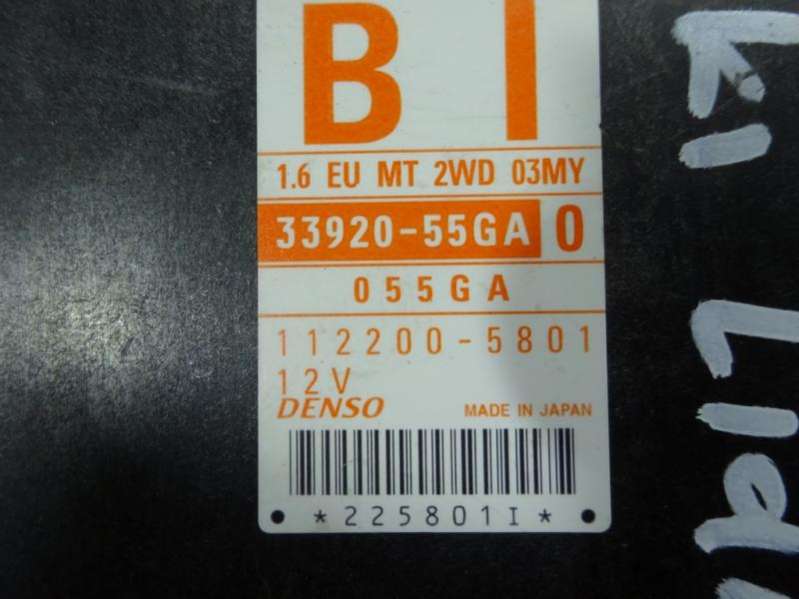 B I
1.6 EU MT 2WD 03MY
33920-55GA 0
055GA
112200-5801
12V
DENSO MADE IN JAPAN
*225801I*